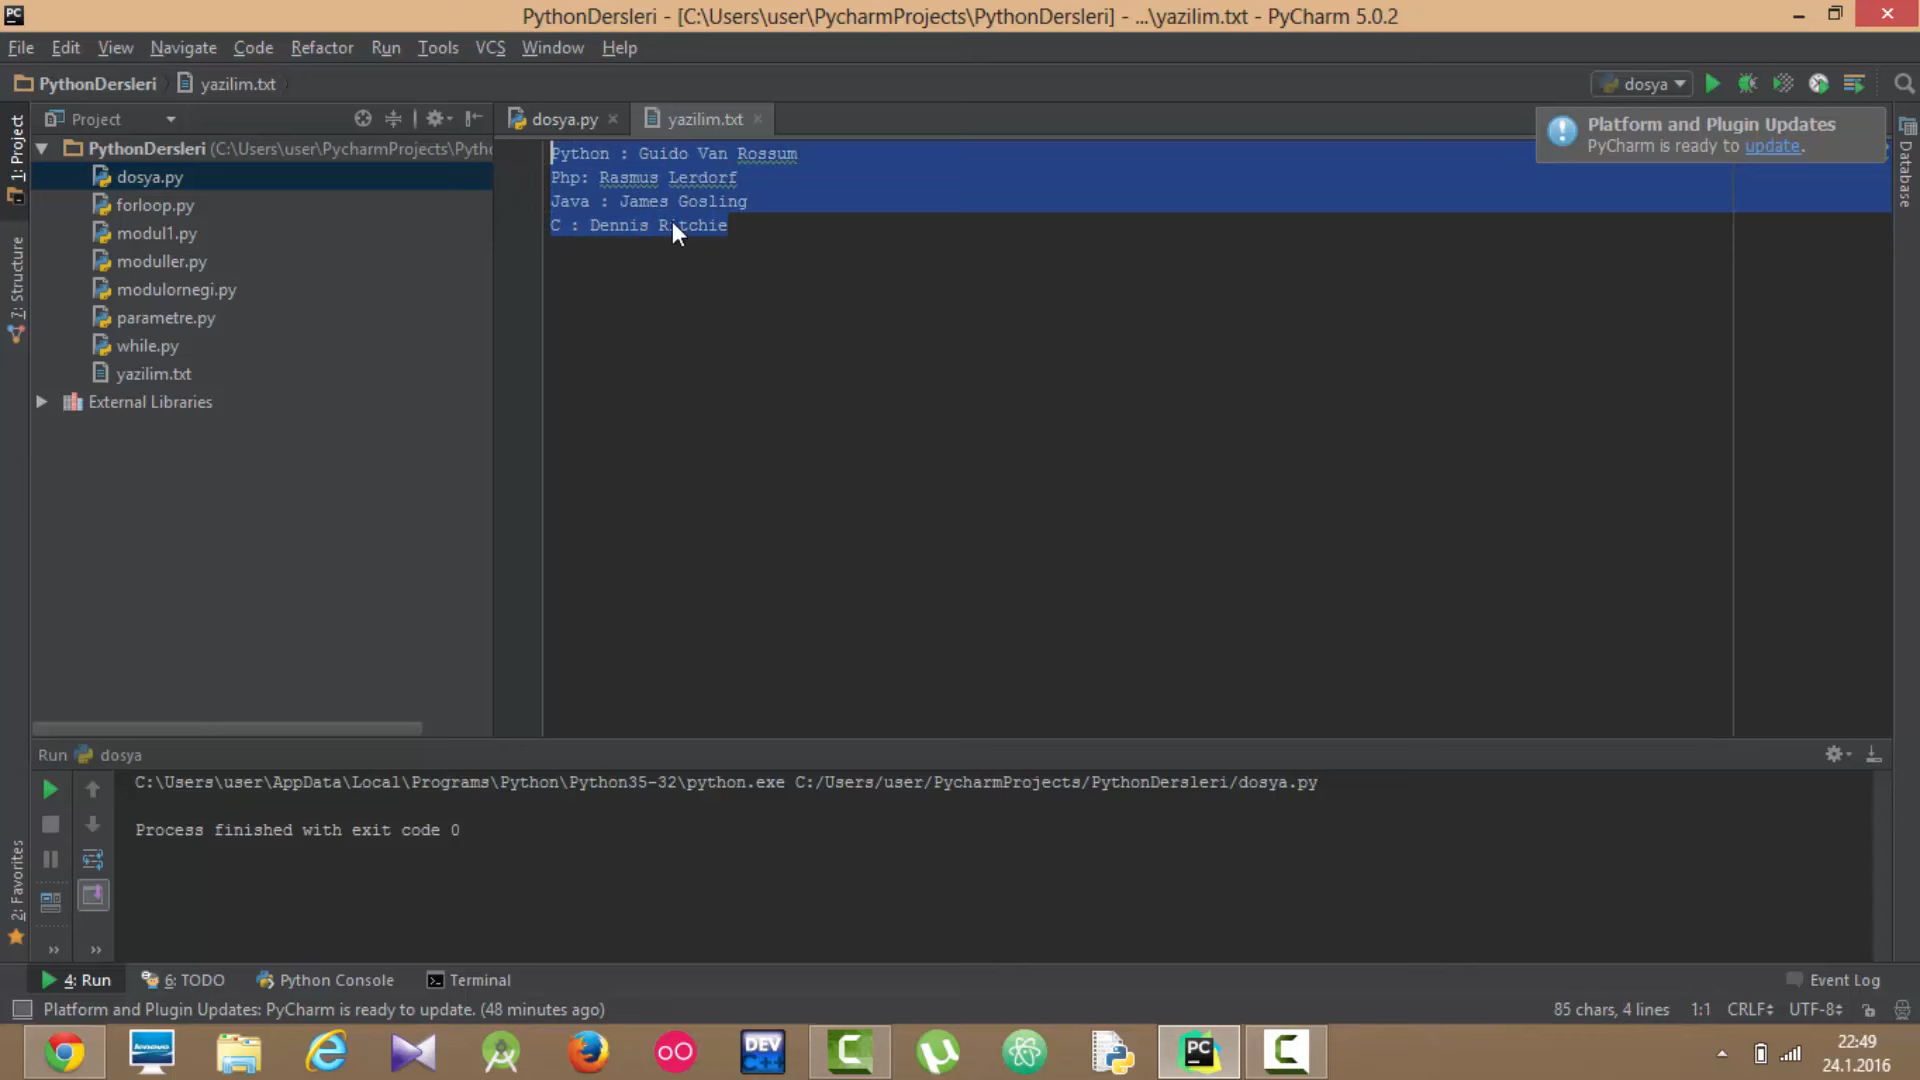 PythonDersleri - [C:\Users\user\PycharmProjects\PythonDersleri] - ...\yazilim.txt - PyCharm 5.0.2
File Edit View Navigate Code Refactor Run Tools VCS Window Help
PythonDersleri yazilim.txt dosya
1: Project
7: Structure
2: Favorites
Project
PythonDersleri (C:\Users\user\PycharmProjects\Pytho
dosya.py
forloop.py
modul1.py
moduller.py
modulornegi.py
parametre.py
while.py
yazilim.txt
External Libraries
dosya.py yazilim.txt
Python : Guido Van Rossum
Php: Rasmus Lerdorf
Java : James Gosling
C : Dennis Ritchie
Platform and Plugin Updates
PyCharm is ready to update.
Database
Run dosya
C:\Users\user\AppData\Local\Programs\Python\Python35-32\python.exe C:/Users/user/PycharmProjects/PythonDersleri/dosya.py
Process finished with exit code 0
4: Run 6: TODO Python Console Terminal Event Log
Platform and Plugin Updates: PyCharm is ready to update. (48 minutes ago) 85 chars, 4 lines 1:1 CRLF UTF-8
lenovo
DEV
C++
PC
22:49
24.1.2016